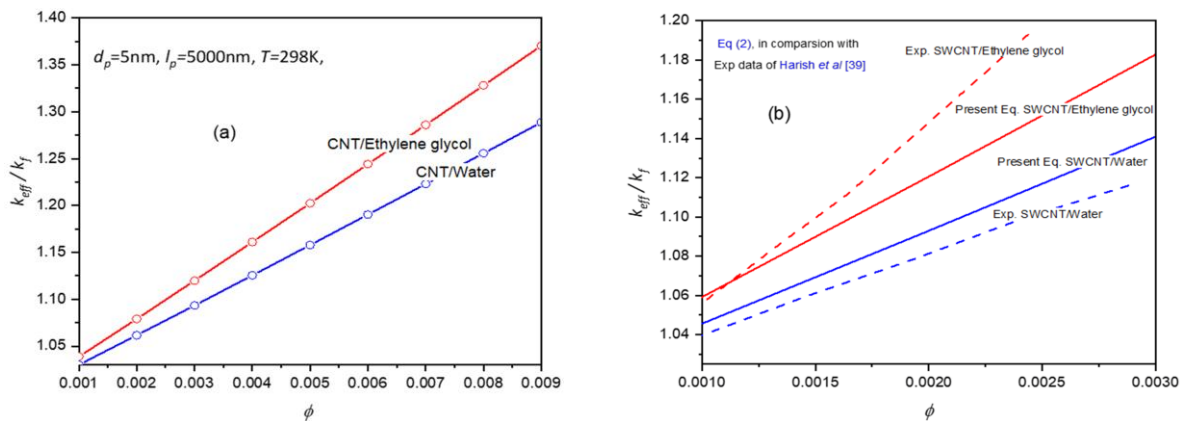 1.40
1.35
1.30
1.25
1.20
1.15
1.10
1.05
k_eff / k_f
d_p=5nm, l_p=5000nm, T=298K,
(a)
CNT/Ethylene glycol
CNT/Water
0.001 0.002 0.003 0.004 0.005 0.006 0.007 0.008 0.009
ϕ
1.20
1.18
1.16
1.14
1.12
1.10
1.08
1.06
1.04
k_eff / k_f
Eq (2), in comparsion with
Exp data of Harish et al [39]
(b)
Exp. SWCNT/Ethylene glycol
Present Eq. SWCNT/Ethylene glycol
Present Eq. SWCNT/Water
Exp. SWCNT/Water
0.0010 0.0015 0.0020 0.0025 0.0030
ϕ